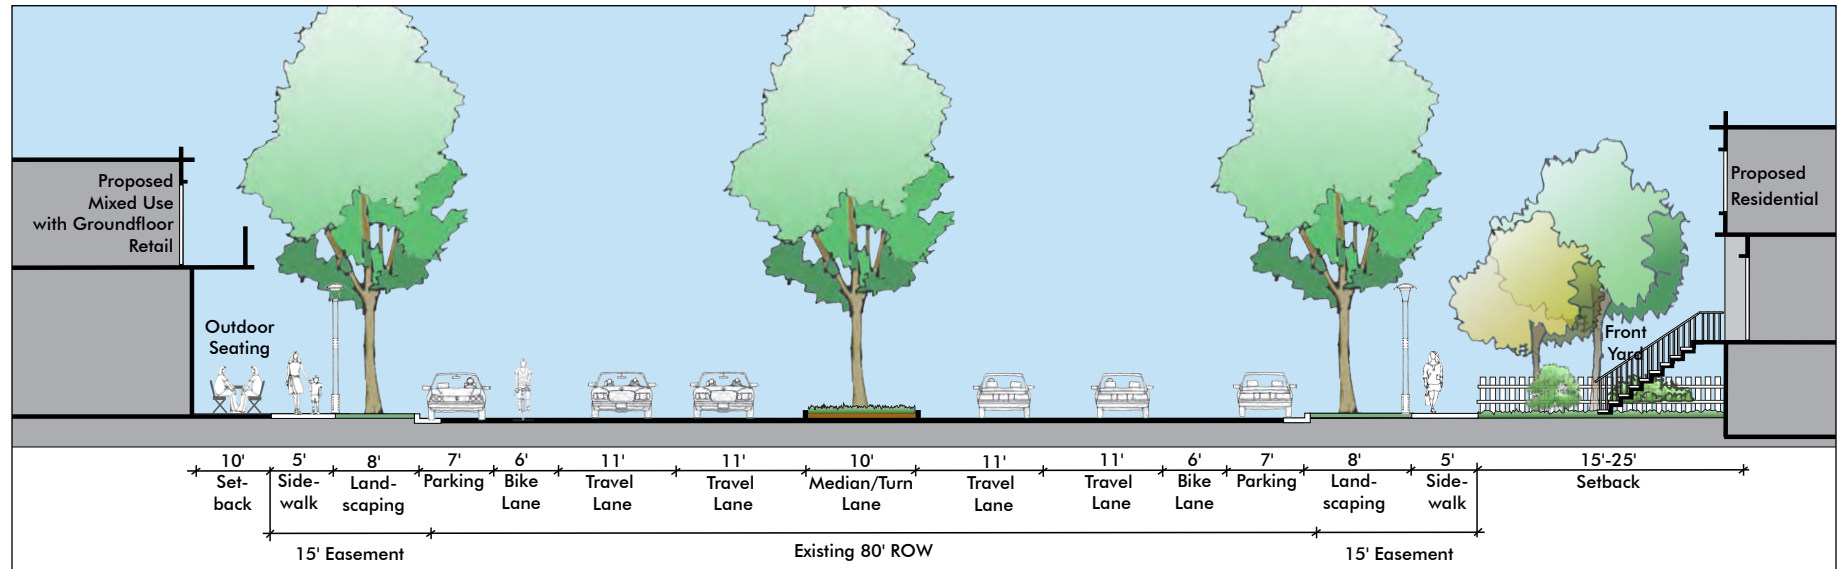 Proposed
Mixed Use
with Groundfloor
Retail
Proposed
Residential
Outdoor
Seating
Front
Yard
10' 5' 8' 7' 6' 11' 11' 10' 11' 11' 6' 7' 8' 5' 15'-25'
Set-
back
Side-
walk
Land-
scaping
Parking
Bike
Lane
Travel
Lane
Travel
Lane
Median/Turn
Lane
Travel
Lane
Travel
Lane
Bike
Lane
Parking
Land-
scaping
Side-
walk
Setback
15' Easement
Existing 80' ROW
15' Easement